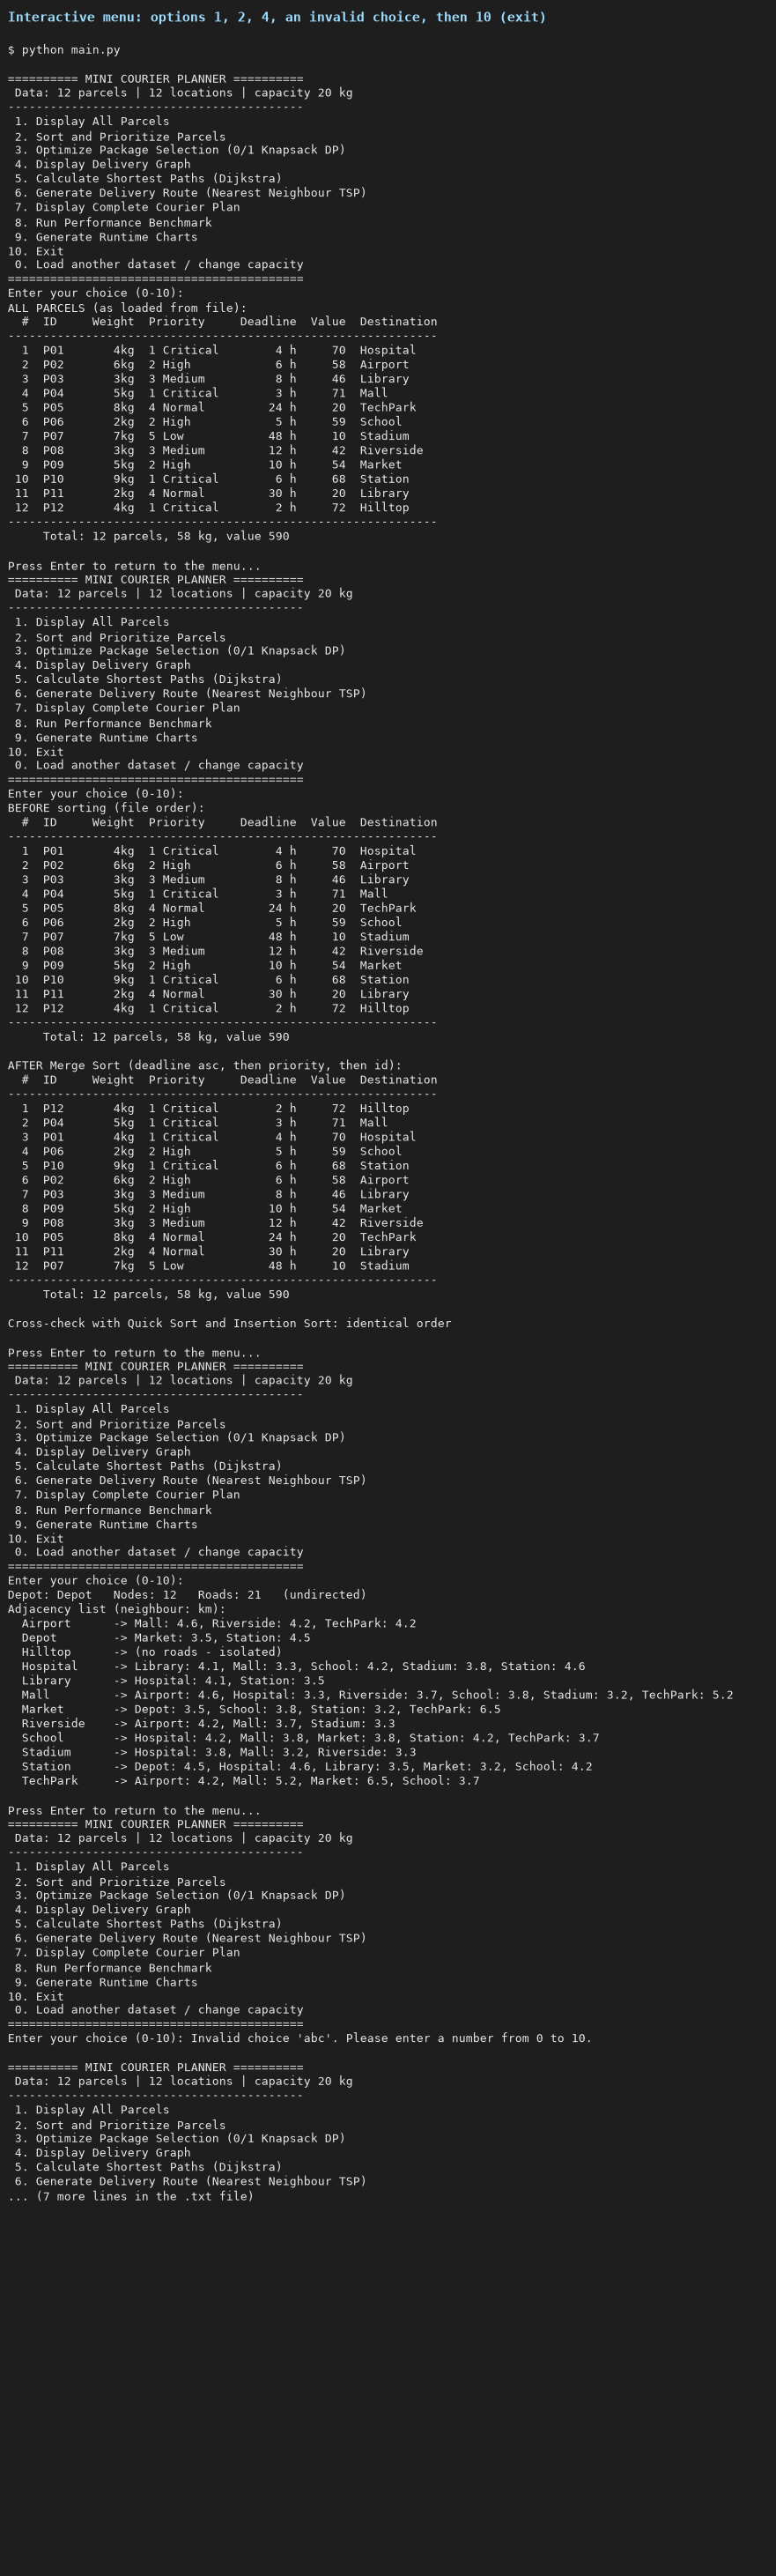 Interactive menu: options 1, 2, 4, an invalid choice, then 10 (exit)
$ python main.py
========== MINI COURIER PLANNER ==========
 Data: 12 parcels | 12 locations | capacity 20 kg
------------------------------------------
 1. Display All Parcels
 2. Sort and Prioritize Parcels
 3. Optimize Package Selection (0/1 Knapsack DP)
 4. Display Delivery Graph
 5. Calculate Shortest Paths (Dijkstra)
 6. Generate Delivery Route (Nearest Neighbour TSP)
 7. Display Complete Courier Plan
 8. Run Performance Benchmark
 9. Generate Runtime Charts
10. Exit
 0. Load another dataset / change capacity
==========================================
Enter your choice (0-10):
ALL PARCELS (as loaded from file):
  #  ID     Weight  Priority     Deadline  Value  Destination
-------------------------------------------------------------
  1  P01       4kg  1 Critical        4 h     70  Hospital
  2  P02       6kg  2 High            6 h     58  Airport
  3  P03       3kg  3 Medium          8 h     46  Library
  4  P04       5kg  1 Critical        3 h     71  Mall
  5  P05       8kg  4 Normal         24 h     20  TechPark
  6  P06       2kg  2 High            5 h     59  School
  7  P07       7kg  5 Low            48 h     10  Stadium
  8  P08       3kg  3 Medium         12 h     42  Riverside
  9  P09       5kg  2 High           10 h     54  Market
 10  P10       9kg  1 Critical        6 h     68  Station
 11  P11       2kg  4 Normal         30 h     20  Library
 12  P12       4kg  1 Critical        2 h     72  Hilltop
-------------------------------------------------------------
     Total: 12 parcels, 58 kg, value 590
Press Enter to return to the menu...
========== MINI COURIER PLANNER ==========
 Data: 12 parcels | 12 locations | capacity 20 kg
------------------------------------------
 1. Display All Parcels
 2. Sort and Prioritize Parcels
 3. Optimize Package Selection (0/1 Knapsack DP)
 4. Display Delivery Graph
 5. Calculate Shortest Paths (Dijkstra)
 6. Generate Delivery Route (Nearest Neighbour TSP)
 7. Display Complete Courier Plan
 8. Run Performance Benchmark
 9. Generate Runtime Charts
10. Exit
 0. Load another dataset / change capacity
==========================================
Enter your choice (0-10):
BEFORE sorting (file order):
  #  ID     Weight  Priority     Deadline  Value  Destination
-------------------------------------------------------------
  1  P01       4kg  1 Critical        4 h     70  Hospital
  2  P02       6kg  2 High            6 h     58  Airport
  3  P03       3kg  3 Medium          8 h     46  Library
  4  P04       5kg  1 Critical        3 h     71  Mall
  5  P05       8kg  4 Normal         24 h     20  TechPark
  6  P06       2kg  2 High            5 h     59  School
  7  P07       7kg  5 Low            48 h     10  Stadium
  8  P08       3kg  3 Medium         12 h     42  Riverside
  9  P09       5kg  2 High           10 h     54  Market
 10  P10       9kg  1 Critical        6 h     68  Station
 11  P11       2kg  4 Normal         30 h     20  Library
 12  P12       4kg  1 Critical        2 h     72  Hilltop
-------------------------------------------------------------
     Total: 12 parcels, 58 kg, value 590
AFTER Merge Sort (deadline asc, then priority, then id):
  #  ID     Weight  Priority     Deadline  Value  Destination
-------------------------------------------------------------
  1  P12       4kg  1 Critical        2 h     72  Hilltop
  2  P04       5kg  1 Critical        3 h     71  Mall
  3  P01       4kg  1 Critical        4 h     70  Hospital
  4  P06       2kg  2 High            5 h     59  School
  5  P10       9kg  1 Critical        6 h     68  Station
  6  P02       6kg  2 High            6 h     58  Airport
  7  P03       3kg  3 Medium          8 h     46  Library
  8  P09       5kg  2 High           10 h     54  Market
  9  P08       3kg  3 Medium         12 h     42  Riverside
 10  P05       8kg  4 Normal         24 h     20  TechPark
 11  P11       2kg  4 Normal         30 h     20  Library
 12  P07       7kg  5 Low            48 h     10  Stadium
-------------------------------------------------------------
     Total: 12 parcels, 58 kg, value 590
Cross-check with Quick Sort and Insertion Sort: identical order
Press Enter to return to the menu...
========== MINI COURIER PLANNER ==========
 Data: 12 parcels | 12 locations | capacity 20 kg
------------------------------------------
 1. Display All Parcels
 2. Sort and Prioritize Parcels
 3. Optimize Package Selection (0/1 Knapsack DP)
 4. Display Delivery Graph
 5. Calculate Shortest Paths (Dijkstra)
 6. Generate Delivery Route (Nearest Neighbour TSP)
 7. Display Complete Courier Plan
 8. Run Performance Benchmark
 9. Generate Runtime Charts
10. Exit
 0. Load another dataset / change capacity
==========================================
Enter your choice (0-10):
Depot: Depot   Nodes: 12   Roads: 21   (undirected)
Adjacency list (neighbour: km):
  Airport      -> Mall: 4.6, Riverside: 4.2, TechPark: 4.2
  Depot        -> Market: 3.5, Station: 4.5
  Hilltop      -> (no roads - isolated)
  Hospital     -> Library: 4.1, Mall: 3.3, School: 4.2, Stadium: 3.8, Station: 4.6
  Library      -> Hospital: 4.1, Station: 3.5
  Mall         -> Airport: 4.6, Hospital: 3.3, Riverside: 3.7, School: 3.8, Stadium: 3.2, TechPark: 5.2
  Market       -> Depot: 3.5, School: 3.8, Station: 3.2, TechPark: 6.5
  Riverside    -> Airport: 4.2, Mall: 3.7, Stadium: 3.3
  School       -> Hospital: 4.2, Mall: 3.8, Market: 3.8, Station: 4.2, TechPark: 3.7
  Stadium      -> Hospital: 3.8, Mall: 3.2, Riverside: 3.3
  Station      -> Depot: 4.5, Hospital: 4.6, Library: 3.5, Market: 3.2, School: 4.2
  TechPark     -> Airport: 4.2, Mall: 5.2, Market: 6.5, School: 3.7
Press Enter to return to the menu...
========== MINI COURIER PLANNER ==========
 Data: 12 parcels | 12 locations | capacity 20 kg
------------------------------------------
 1. Display All Parcels
 2. Sort and Prioritize Parcels
 3. Optimize Package Selection (0/1 Knapsack DP)
 4. Display Delivery Graph
 5. Calculate Shortest Paths (Dijkstra)
 6. Generate Delivery Route (Nearest Neighbour TSP)
 7. Display Complete Courier Plan
 8. Run Performance Benchmark
 9. Generate Runtime Charts
10. Exit
 0. Load another dataset / change capacity
==========================================
Enter your choice (0-10): Invalid choice 'abc'. Please enter a number from 0 to 10.
========== MINI COURIER PLANNER ==========
 Data: 12 parcels | 12 locations | capacity 20 kg
------------------------------------------
 1. Display All Parcels
 2. Sort and Prioritize Parcels
 3. Optimize Package Selection (0/1 Knapsack DP)
 4. Display Delivery Graph
 5. Calculate Shortest Paths (Dijkstra)
 6. Generate Delivery Route (Nearest Neighbour TSP)
... (7 more lines in the .txt file)